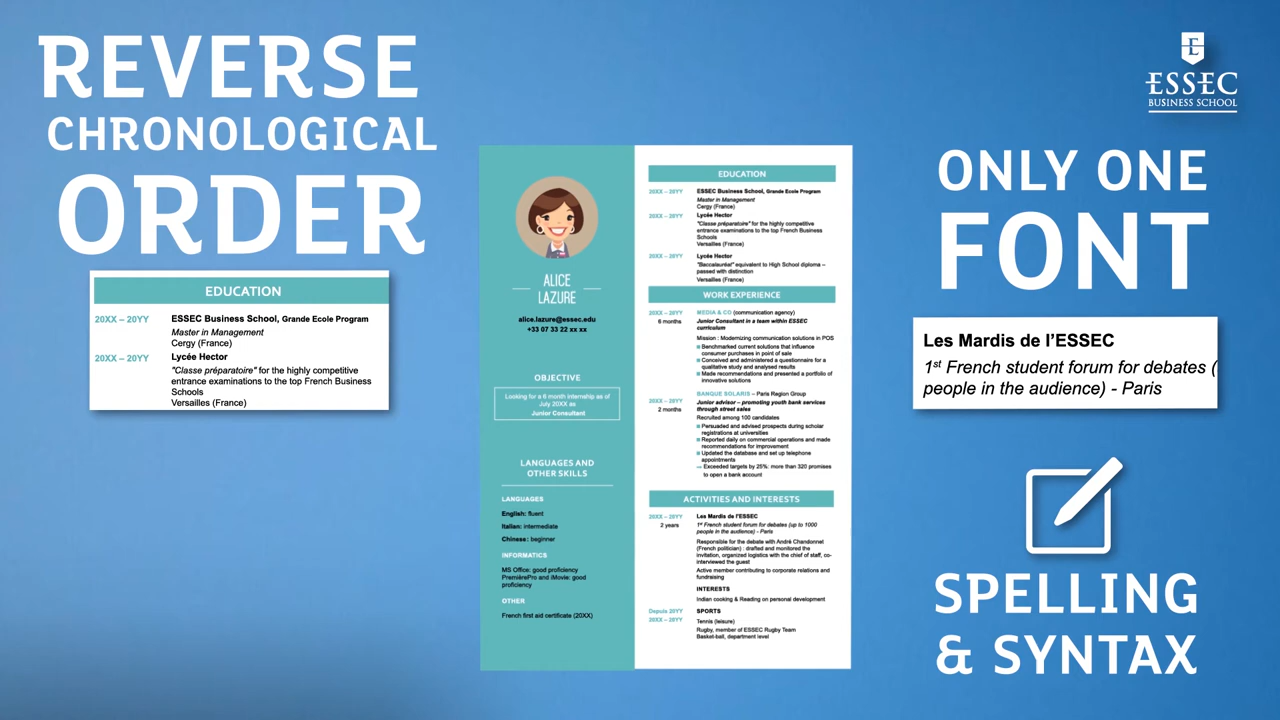 REVERSE
CHRONOLOGICAL
ORDER
EDUCATION
20XX – 20YY
ESSEC Business School, Grande Ecole Program
Master in Management
Cergy (France)
20XX – 20YY
Lycée Hector
"Classe préparatoire" for the highly competitive
entrance examinations to the top French Business
Schools
Versailles (France)
ALICE
LAZURE
alice.lazure@essec.edu
+33 07 33 22 xx xx
OBJECTIVE
Looking for a 6 month internship as of
July 20XX as
Junior Consultant
LANGUAGES AND
OTHER SKILLS
LANGUAGES
English: fluent
Italian: intermediate
Chinese: beginner
INFORMATICS
MS Office: good proficiency
PremièrePro and iMovie: good
proficiency
OTHER
French first aid certificate (20XX)
EDUCATION
20XX – 20YY
ESSEC Business School, Grande Ecole Program
Master in Management
Cergy (France)
20XX – 20YY
Lycée Hector
"Classe préparatoire" for the highly competitive
entrance examinations to the top French Business
Schools
Versailles (France)
20XX – 20YY
Lycée Hector
"Baccalauréat" equivalent to High School diploma –
passed with distinction
Versailles (France)
WORK EXPERIENCE
20XX – 20YY
6 months
MEDIA & CO (communication agency)
Junior Consultant in a team within ESSEC
curriculum
Mission : Modernizing communication solutions in POS
Benchmarked current solutions that influence
consumer purchases in point of sale
Conceived and administered a questionnaire for a
qualitative study and analysed results
Made recommendations and presented a portfolio of
innovative solutions
20XX – 20YY
2 months
BANQUE SOLARIS – Paris Region Group
Junior advisor – promoting youth bank services
through street sales
Recruited among 100 candidates
Persuaded and advised prospects during scholar
registrations at universities
Reported daily on commercial operations and made
recommendations for improvement
Updated the database and set up telephone
appointments
Exceeded targets by 25%: more than 320 promises
to open a bank account
ACTIVITIES AND INTERESTS
20XX – 20YY
2 years
Les Mardis de l'ESSEC
1st French student forum for debates (up to 1000
people in the audience) - Paris
Responsible for the debate with André Chandonnet
(French politician) : drafted and monitored the
invitation, organized logistics with the chief of staff, co-
interviewed the guest
Active member contributing to corporate relations and
fundraising
INTERESTS
Indian cooking & Reading on personal development
Depuis 20YY
20XX – 20YY
SPORTS
Tennis (leisure)
Rugby, member of ESSEC Rugby Team
Basket-ball, department level
E
ESSEC
BUSINESS SCHOOL
ONLY ONE
FONT
Les Mardis de l'ESSEC
1st French student forum for debates (
people in the audience) - Paris
SPELLING
& SYNTAX